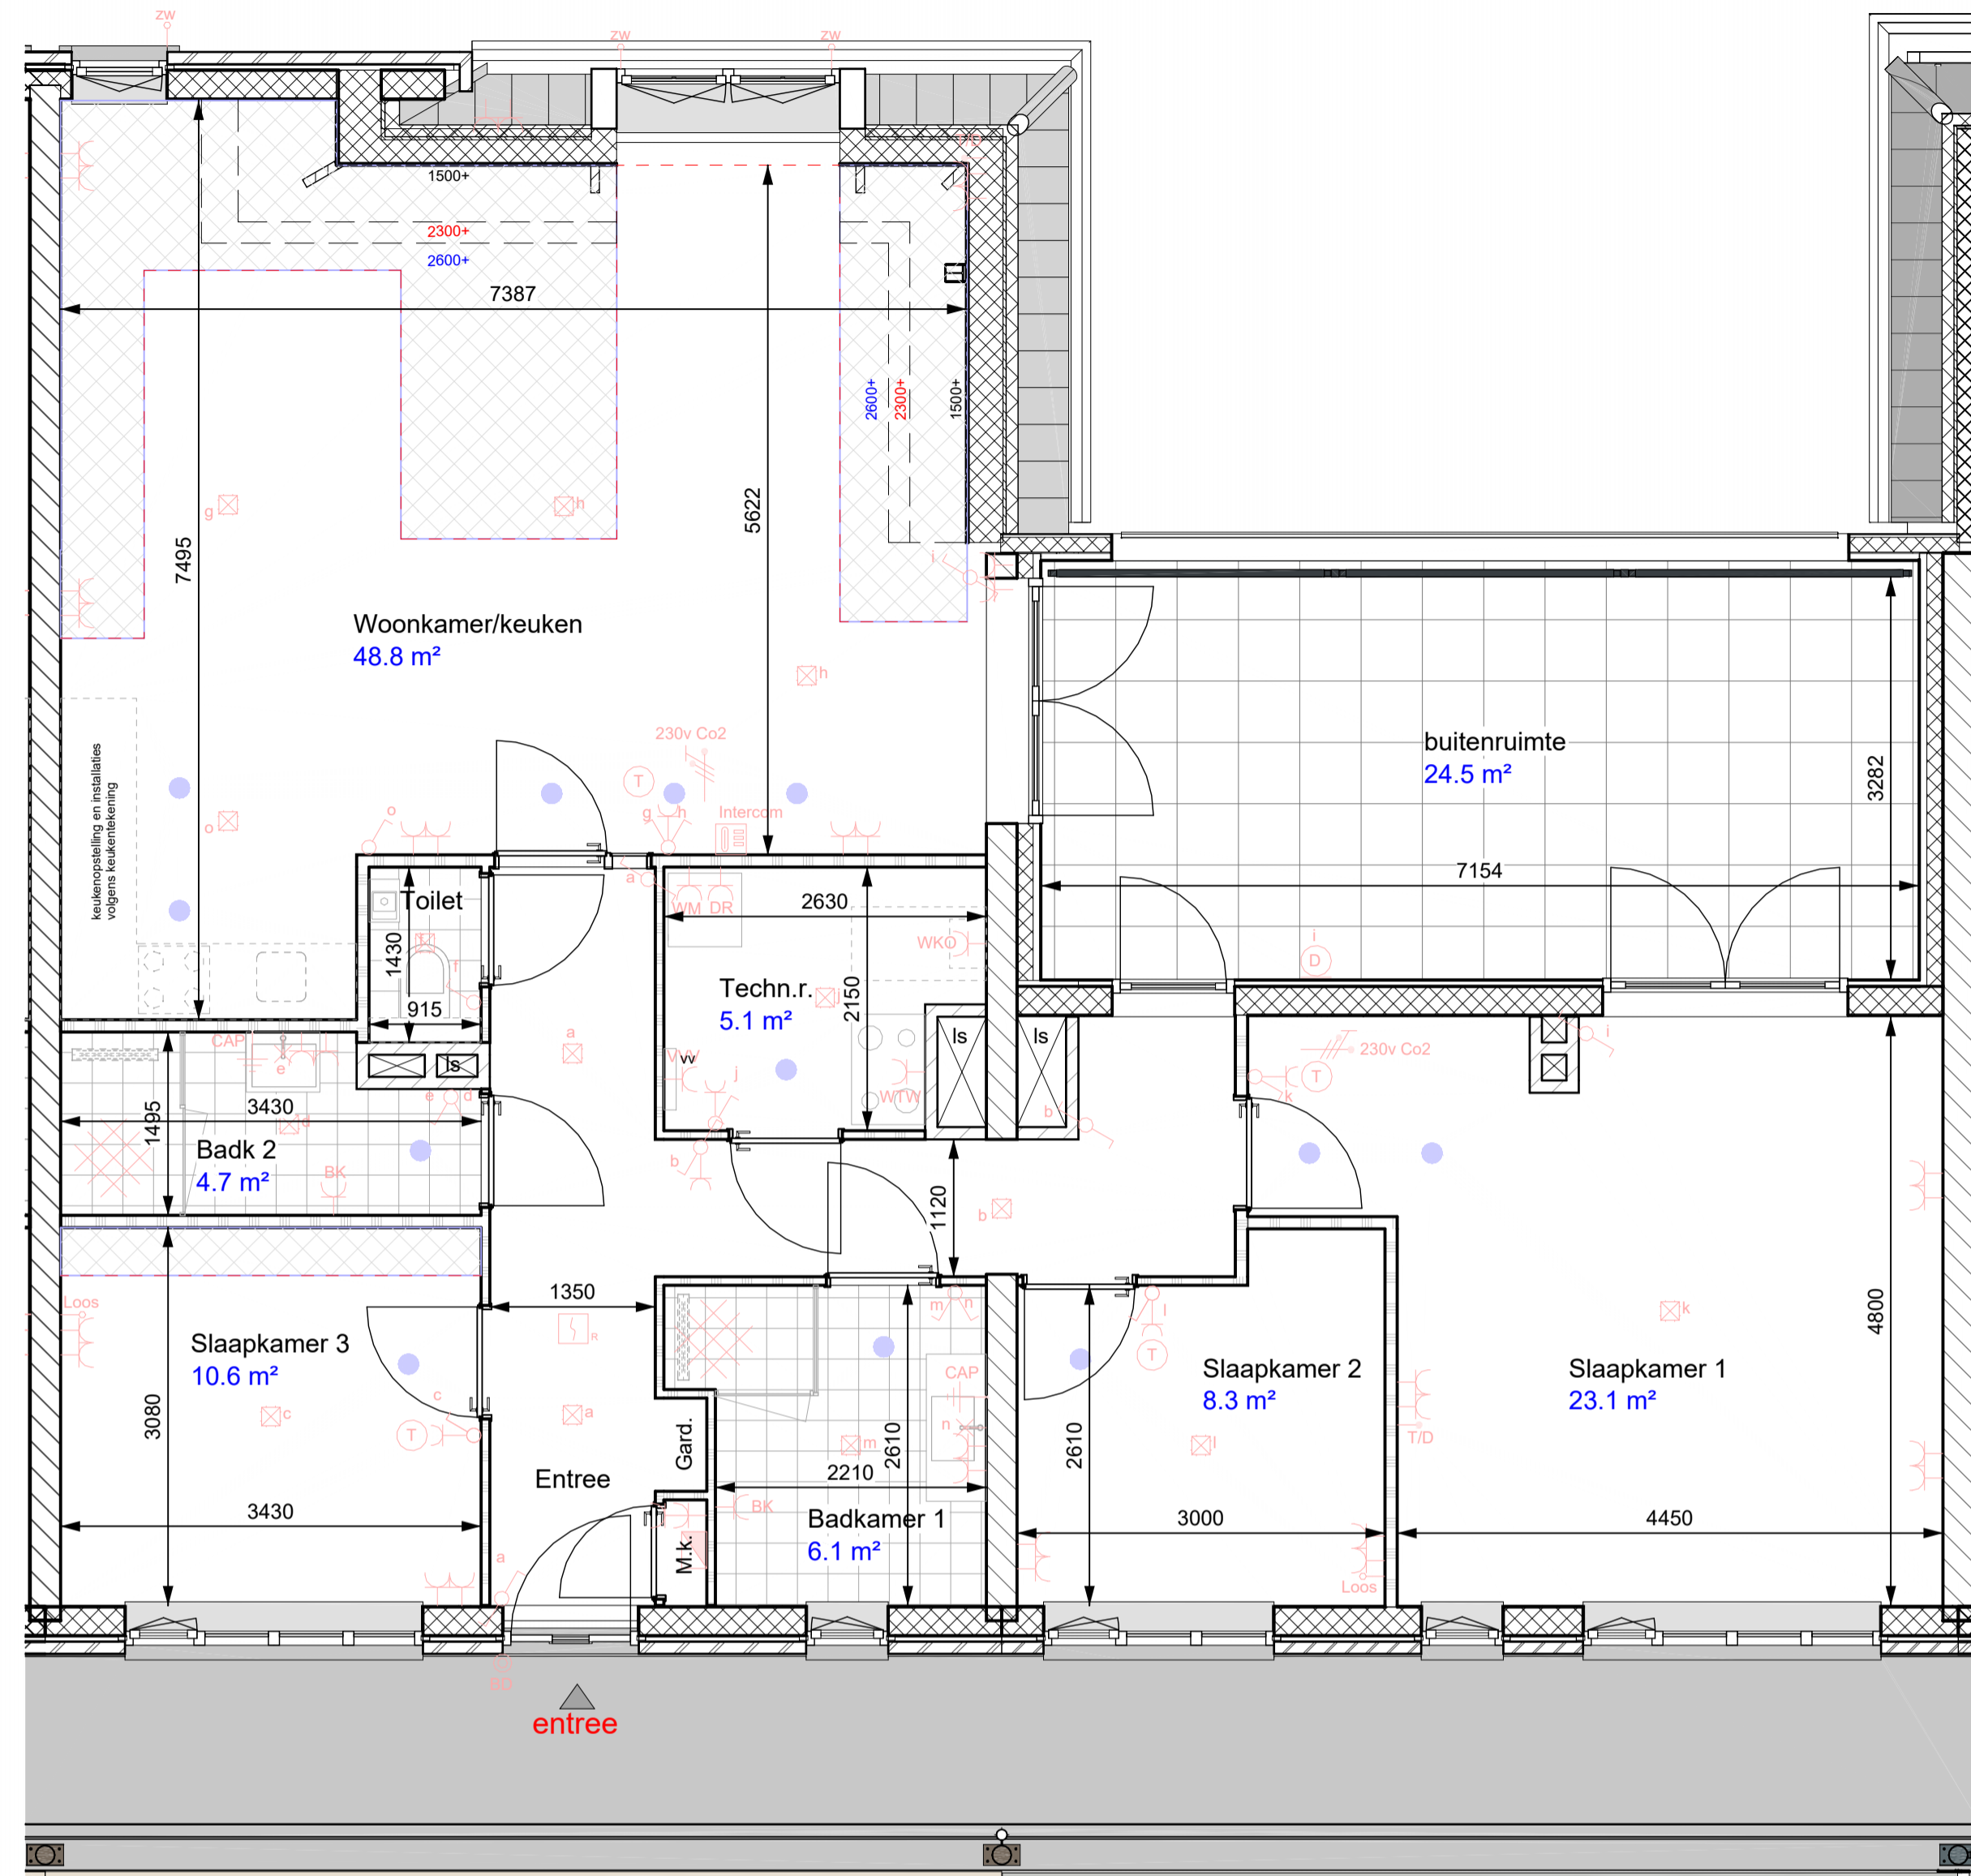 zw
zw
zw
T/D
1500+
2300+
2600+
7387
2600+
2300+
1500+
g
h
5622
7495
i
Woonkamer/keuken
48.8 m²
h
230v Co2
T
buitenruimte
24.5 m²
3282
keukenopstelling en installaties
volgens keukentekening
o
o
g
h
Intercom
7154
a
WM
DR
2630
Toilet
1430
f
915
WKO
i
D
Techn.r.
5.1 m²
j
2150
ls
ls
i
CAP
e
ls
a
vv
VVV
j
WTW
230v Co2
T
k
3430
1495
d
e
d
b
Badk 2
4.7 m²
BK
b
b
1120
1350
Loos
R
m
n
l
T
k
4800
Slaapkamer 3
10.6 m²
c
c
T
3080
a
Gard.
CAP
n
m
2610
2210
2610
Slaapkamer 2
8.3 m²
l
Slaapkamer 1
23.1 m²
T/D
Entree
3430
BK
Badkamer 1
6.1 m²
M.k.
3000
4450
a
Loos
BD
entree